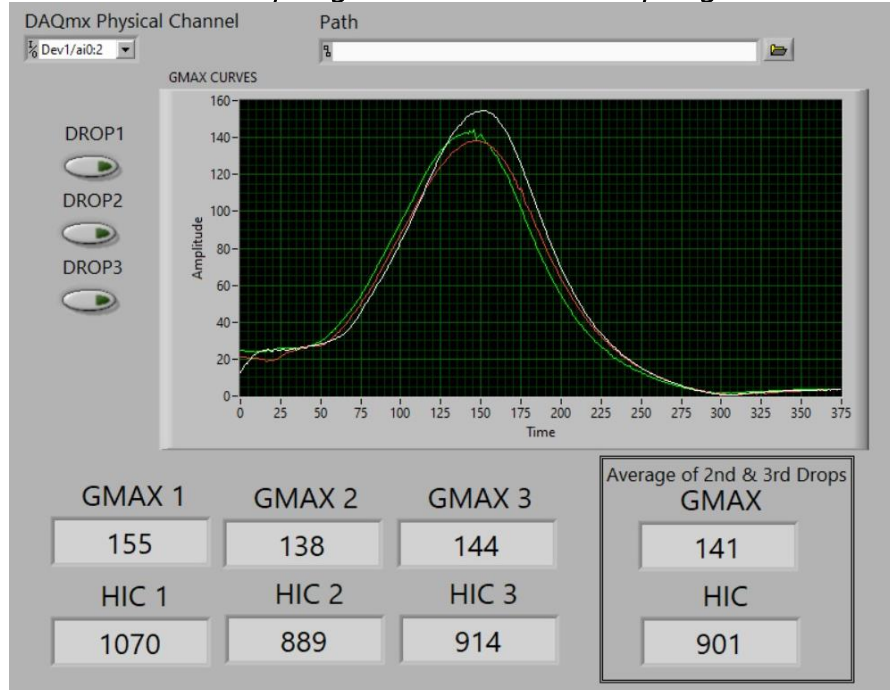 DAQmx Physical Channel Path
I/O Dev1/ai0:2
GMAX CURVES
DROP1
DROP2
DROP3
Amplitude
160
140
120
100
80
60
40
20
0
0 25 50 75 100 125 150 175 200 225 250 275 300 325 350 375
Time
GMAX 1 GMAX 2 GMAX 3
155 138 144
HIC 1 HIC 2 HIC 3
1070 889 914
Average of 2nd & 3rd Drops
GMAX
141
HIC
901